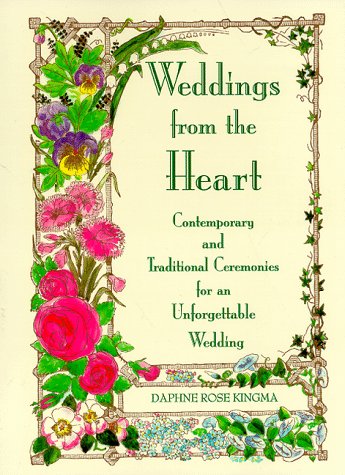 Weddings
from the
Heart
Contemporary
and
Traditional Ceremonies
for an
Unforgettable
Wedding
DAPHNE ROSE KINGMA